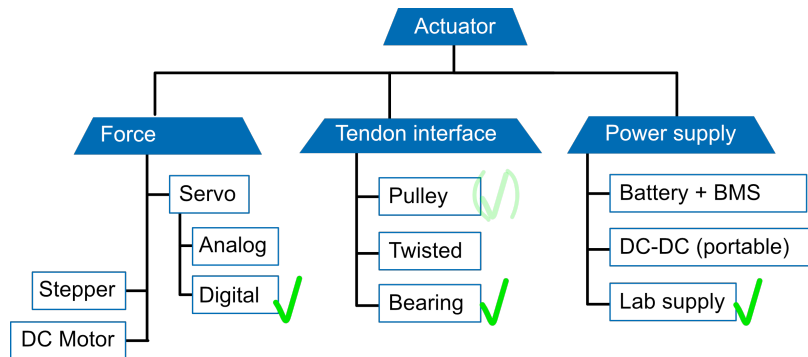 Actuator
Force
Tendon interface
Power supply
Servo
Analog
Digital
Stepper
DC Motor
Pulley
Twisted
Bearing
Battery + BMS
DC-DC (portable)
Lab supply